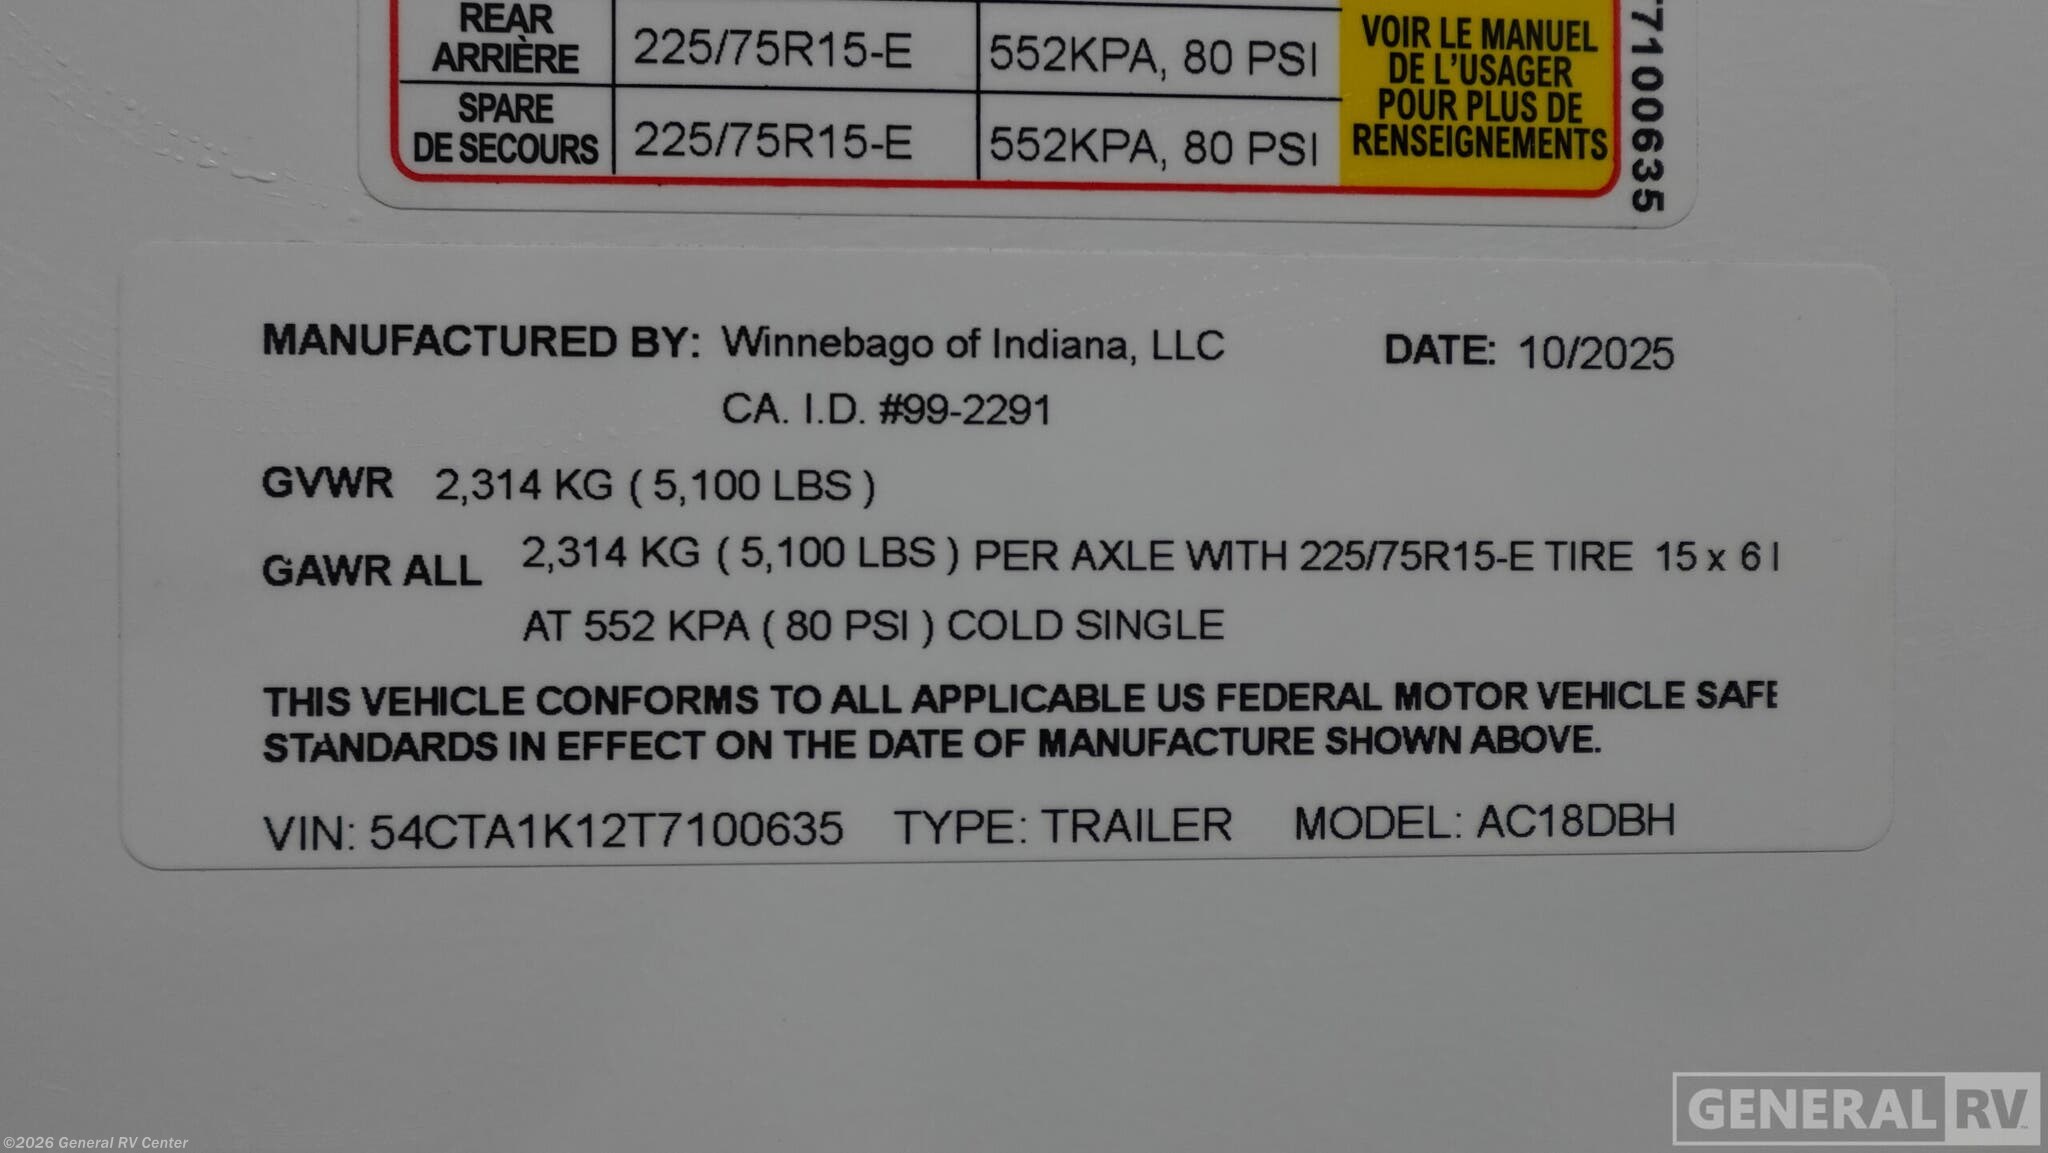 REAR
ARRIÈRE
225/75R15-E
552KPA, 80 PSI
SPARE
DE SECOURS
225/75R15-E
552KPA, 80 PSI
VOIR LE MANUEL
DE L'USAGER
POUR PLUS DE
RENSEIGNEMENTS
7100635
MANUFACTURED BY: Winnebago of Indiana, LLC DATE: 10/2025
CA. I.D. #99-2291
GVWR 2,314 KG ( 5,100 LBS )
GAWR ALL 2,314 KG ( 5,100 LBS ) PER AXLE WITH 225/75R15-E TIRE 15 x 6
AT 552 KPA ( 80 PSI ) COLD SINGLE
THIS VEHICLE CONFORMS TO ALL APPLICABLE US FEDERAL MOTOR VEHICLE SAFE
STANDARDS IN EFFECT ON THE DATE OF MANUFACTURE SHOWN ABOVE.
VIN: 54CTA1K12T7100635 TYPE: TRAILER MODEL: AC18DBH
GENERAL RV
©2026 General RV Center